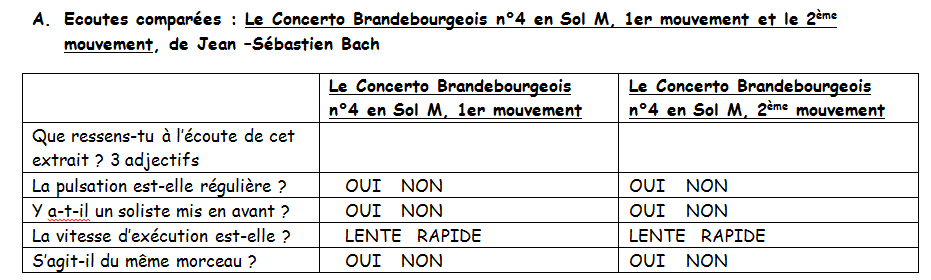 A. Ecoutes comparées : Le Concerto Brandebourgeois n°4 en Sol M, 1er mouvement et le 2ème
mouvement, de Jean –Sébastien Bach
Le Concerto Brandebourgeois
n°4 en Sol M, 1er mouvement
Le Concerto Brandebourgeois
n°4 en Sol M, 2ème mouvement
Que ressens-tu à l'écoute de cet
extrait ? 3 adjectifs
La pulsation est-elle régulière ? OUI NON OUI NON
Y a-t-il un soliste mis en avant ? OUI NON OUI NON
La vitesse d'exécution est-elle ? LENTE RAPIDE LENTE RAPIDE
S'agit-il du même morceau ? OUI NON OUI NON